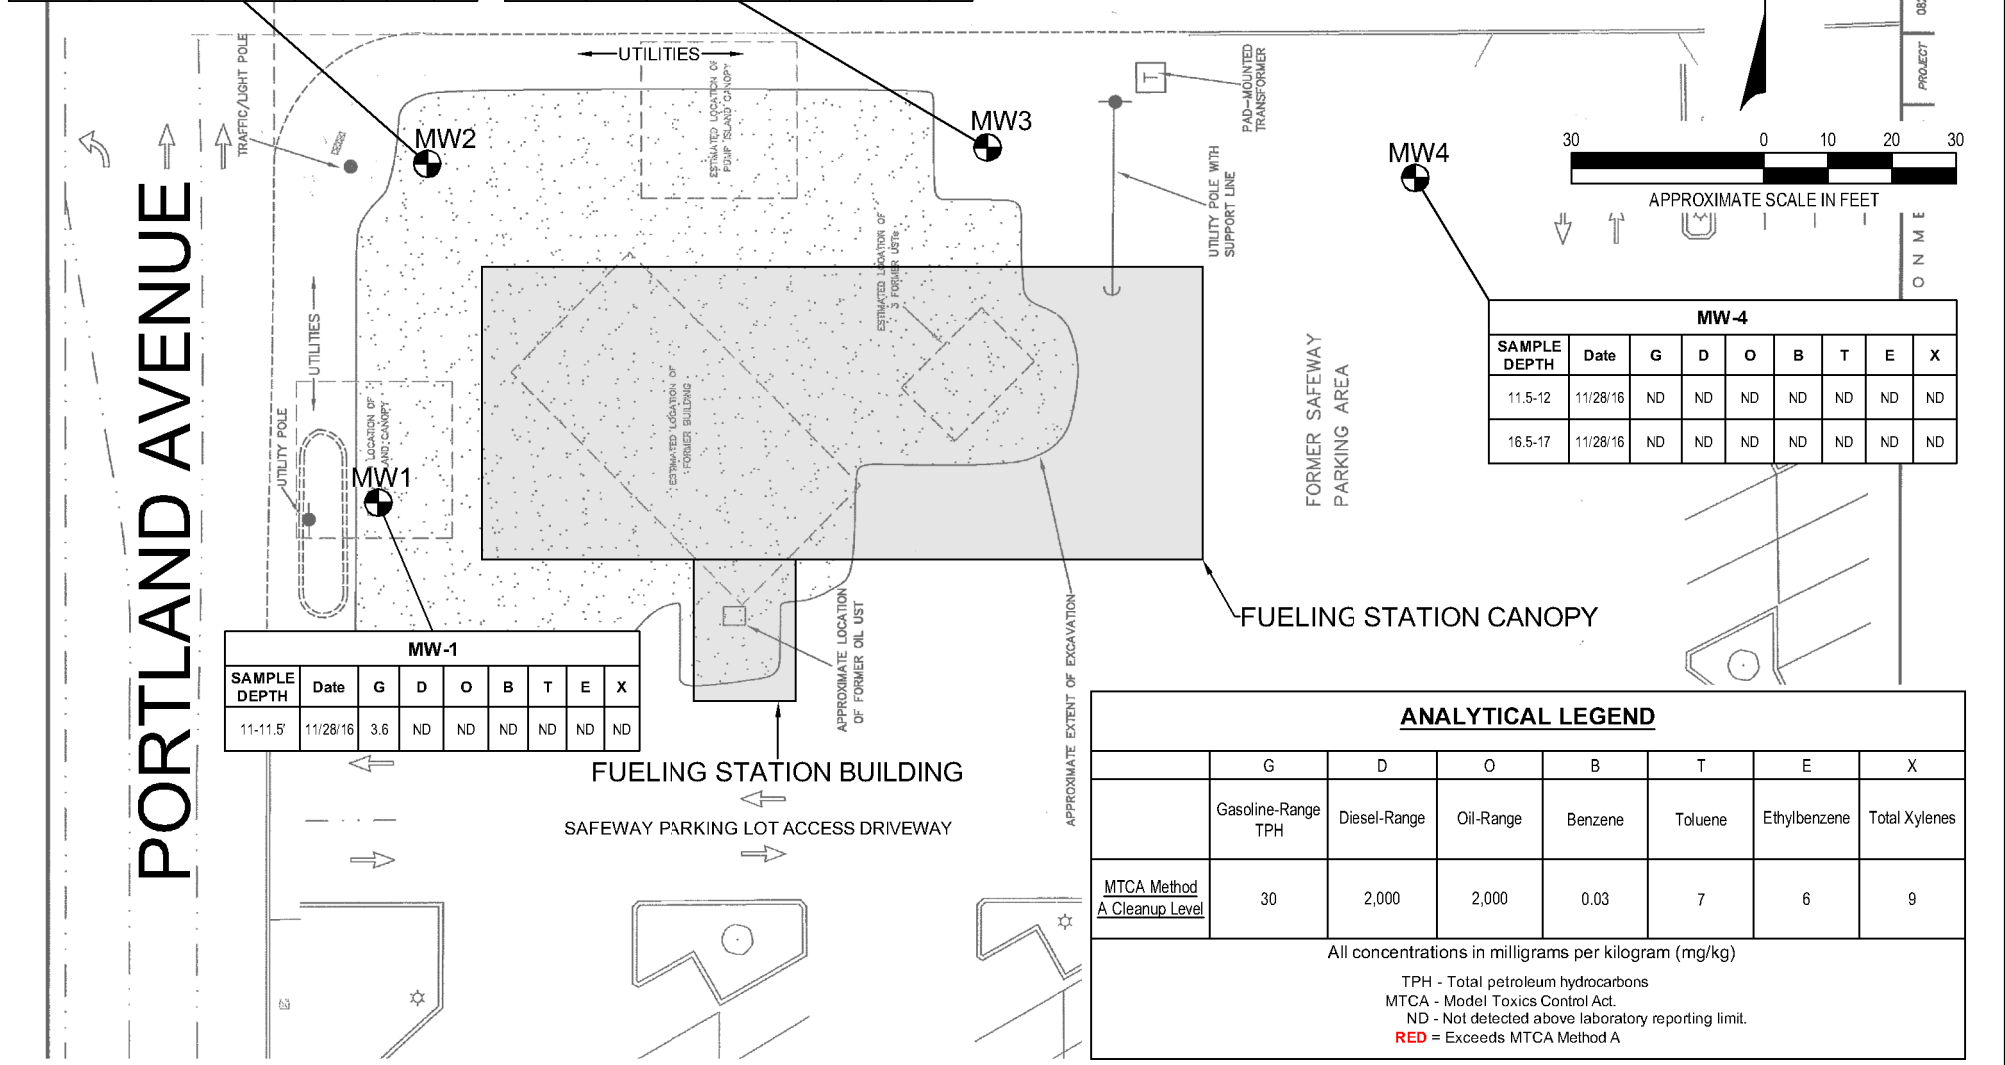 082
PROJECT
UTILITIES
TRAFFIC/LIGHT POLE
ESTIMATED LOCATION OF
PUMP ISLAND CANOPY
PAD-MOUNTED
TRANSFORMER
T
MW2
MW3
MW4
30 0 10 20 30
APPROXIMATE SCALE IN FEET
UTILITY POLE WITH
SUPPORT LINE
ESTIMATED LOCATION OF
3 FORMER USTs
O N M E
PORTLAND AVENUE
UTILITIES
UTILITY POLE
LOCATION OF
AND CANOPY
MW1
ESTIMATED LOCATION OF
FORMER BUILDING
FORMER SAFEWAY
PARKING AREA
MW-4
SAMPLE DEPTH Date G D O B T E X
11.5-12 11/28/16 ND ND ND ND ND ND ND
16.5-17 11/28/16 ND ND ND ND ND ND ND
FUELING STATION CANOPY
APPROXIMATE LOCATION
OF FORMER OIL UST
APPROXIMATE EXTENT OF EXCAVATION
MW-1
SAMPLE DEPTH Date G D O B T E X
11-11.5' 11/28/16 3.6 ND ND ND ND ND ND
FUELING STATION BUILDING
SAFEWAY PARKING LOT ACCESS DRIVEWAY
ANALYTICAL LEGEND
G D O B T E X
Gasoline-Range TPH Diesel-Range Oil-Range Benzene Toluene Ethylbenzene Total Xylenes
MTCA Method A Cleanup Level 30 2,000 2,000 0.03 7 6 9
All concentrations in milligrams per kilogram (mg/kg)
TPH - Total petroleum hydrocarbons
MTCA - Model Toxics Control Act.
ND - Not detected above laboratory reporting limit.
RED = Exceeds MTCA Method A